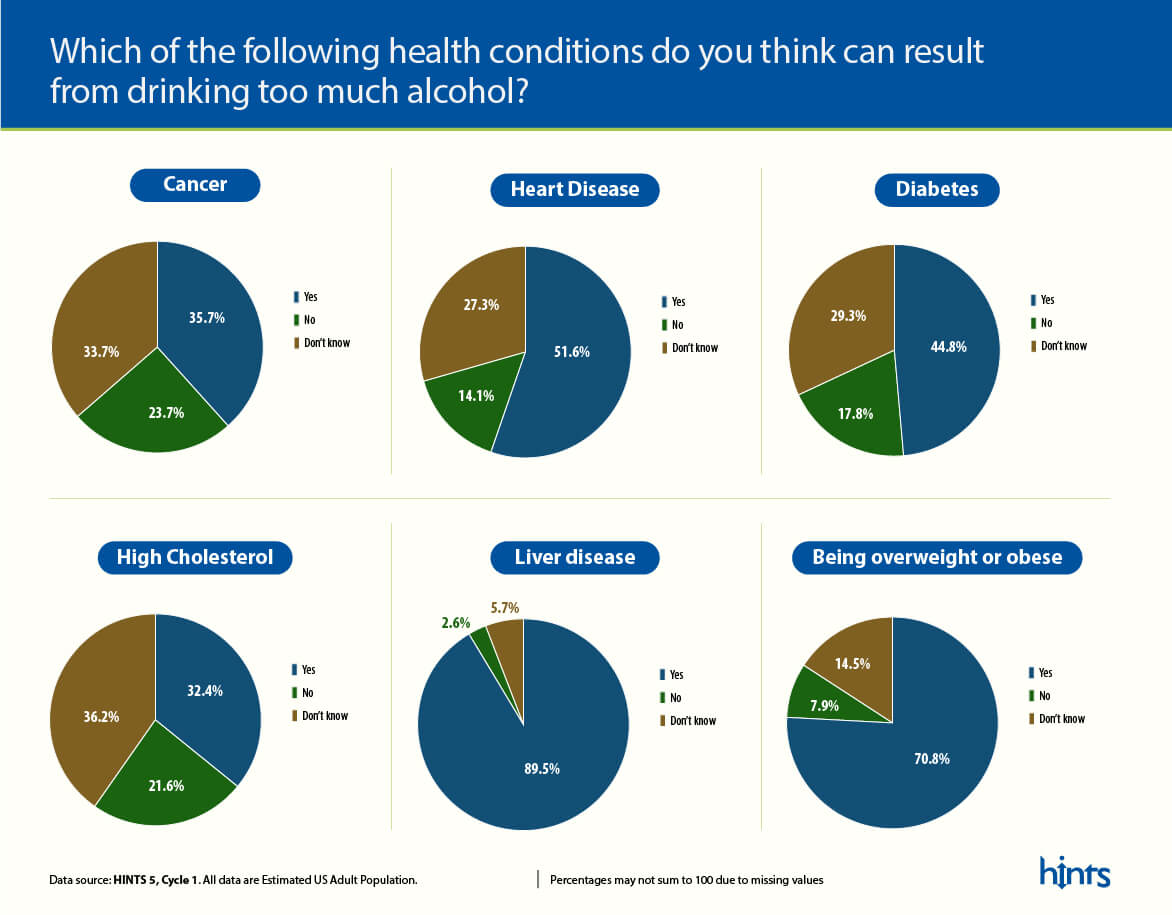 Which of the following health conditions do you think can result
from drinking too much alcohol?
Cancer
35.7%
33.7%
23.7%
Yes
No
Don't know
Heart Disease
27.3%
51.6%
14.1%
Yes
No
Don't know
Diabetes
29.3%
44.8%
17.8%
Yes
No
Don't know
High Cholesterol
32.4%
36.2%
21.6%
Yes
No
Don't know
Liver disease
5.7%
2.6%
89.5%
Yes
No
Don't know
Being overweight or obese
14.5%
7.9%
70.8%
Yes
No
Don't know
Data source: HINTS 5, Cycle 1. All data are Estimated US Adult Population.
Percentages may not sum to 100 due to missing values
hints